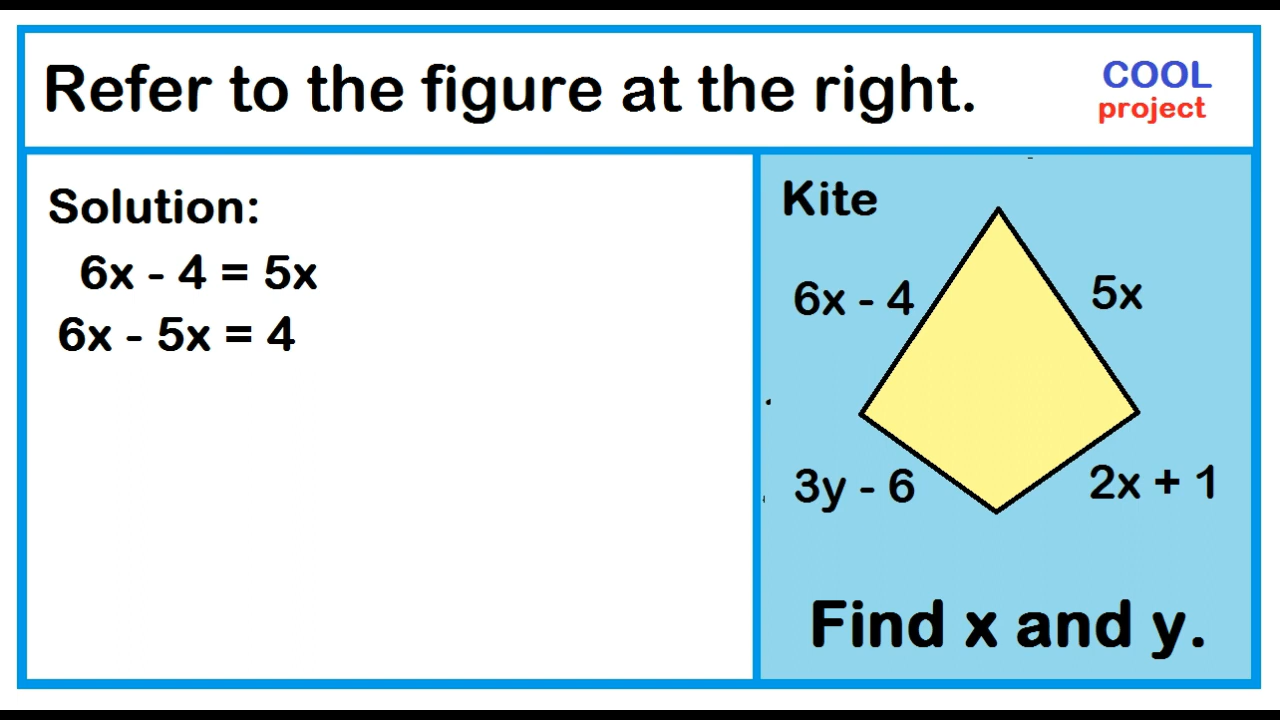 Refer to the figure at the right.
COOL
project
Solution:
6x - 4 = 5x
6x - 5x = 4
Kite
6x - 4
5x
3y - 6
2x + 1
Find x and y.